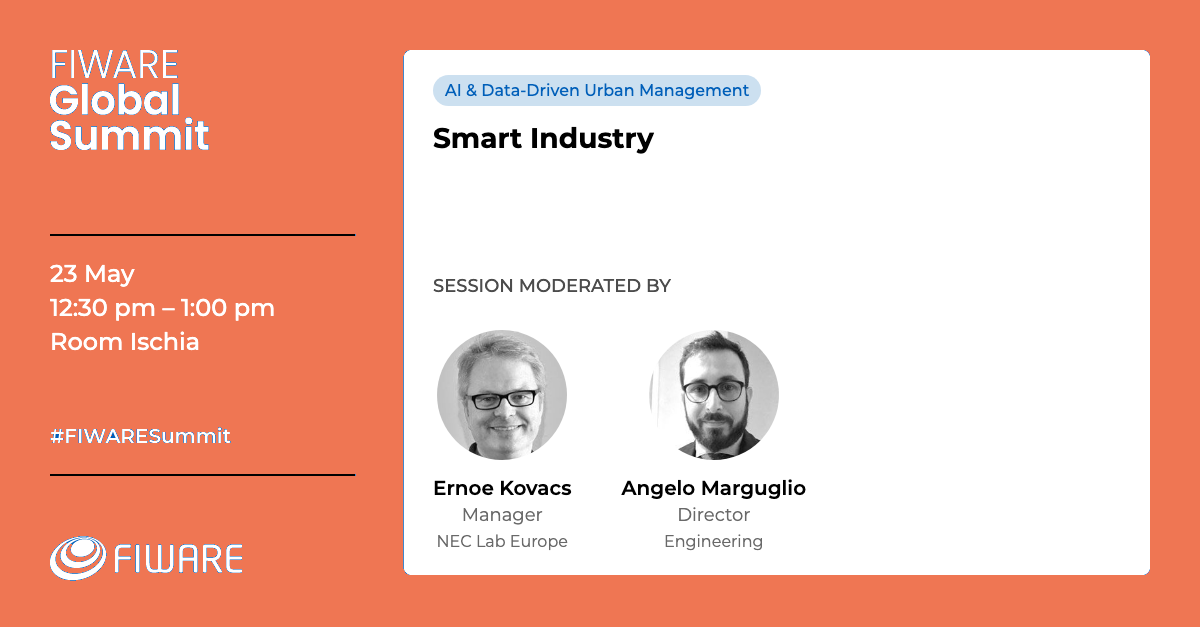 FIWARE
Global
Summit
23 May
12:30 pm – 1:00 pm
Room Ischia
#FIWARESummit
FIWARE
AI & Data-Driven Urban Management
Smart Industry
SESSION MODERATED BY
Ernoe Kovacs
Manager
NEC Lab Europe
Angelo Marguglio
Director
Engineering